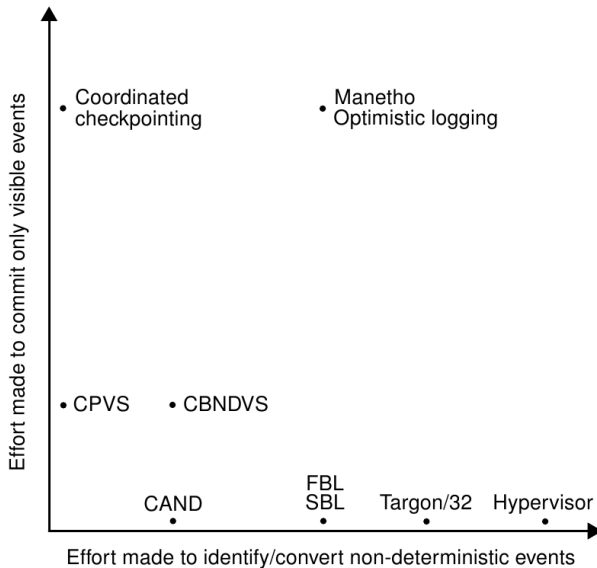 Effort made to commit only visible events
Coordinated
checkpointing
Manetho
Optimistic logging
CPVS
CBNDVS
CAND
FBL
SBL
Targon/32
Hypervisor
Effort made to identify/convert non-deterministic events